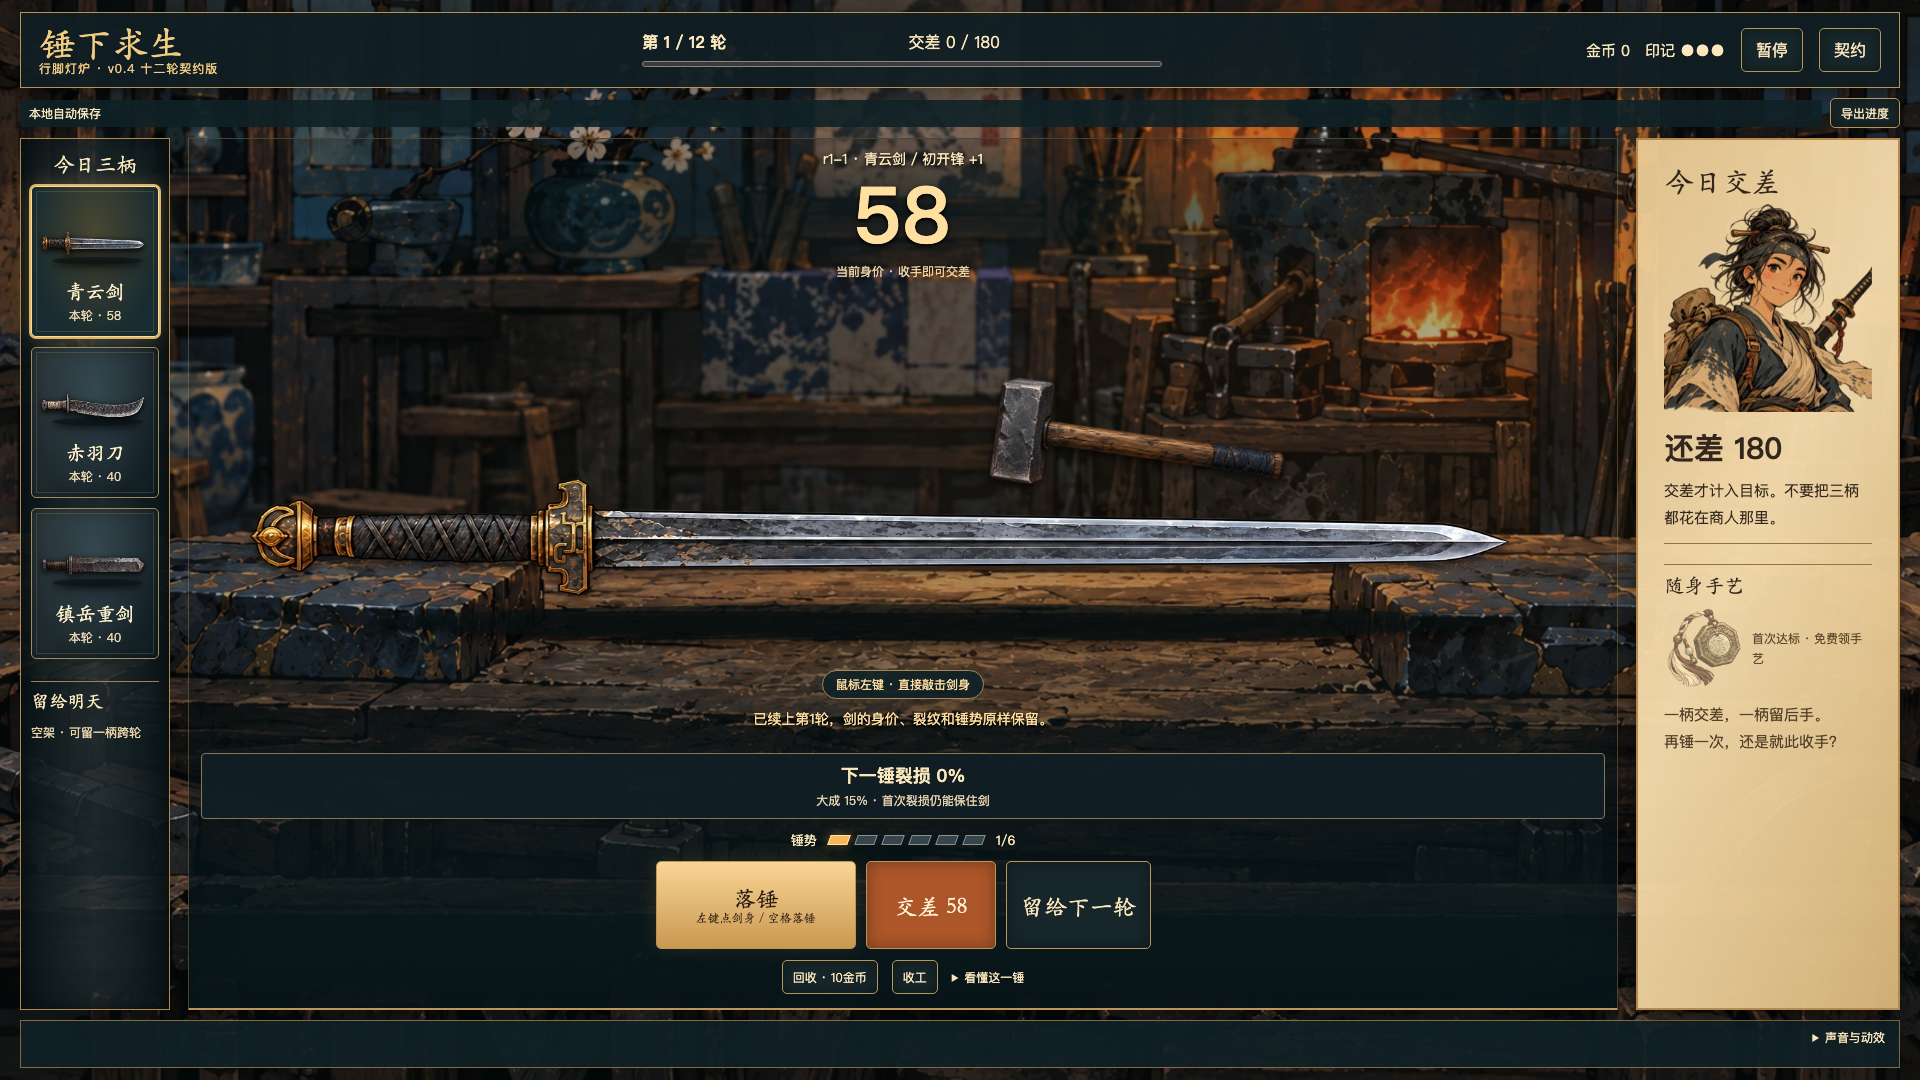 锤下求生
行脚灯炉 · v0.4 十二轮契约版
第 1 / 12 轮
交差 0 / 180
金币 0
印记
暂停
契约
本地自动保存
导出进度
今日三柄
青云剑
本轮 · 58
赤羽刀
本轮 · 40
镇岳重剑
本轮 · 40
留给明天
空架 · 可留一柄跨轮
r1-1 · 青云剑 / 初开锋 +1
58
当前身价 · 收手即可交差
鼠标左键 · 直接敲击剑身
已续上第1轮，剑的身价、裂纹和锤势原样保留。
下一锤裂损 0%
大成 15% · 首次裂损仍能保住剑
锤势
1/6
落锤
左键点剑身 / 空格落锤
交差 58
留给下一轮
回收 · 10金币
收工
▶ 看懂这一锤
今日交差
还差 180
交差才计入目标。不要把三柄
都花在商人那里。
随身手艺
首次达标 · 免费领手
艺
一柄交差，一柄留后手。
再锤一次，还是就此收手？
▶ 声音与动效